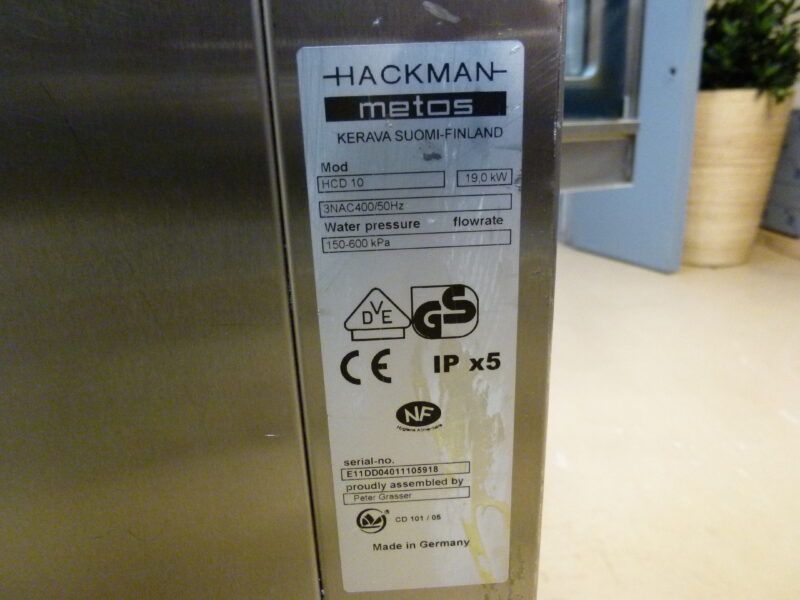 HACKMAN
metos
KERAVA SUOMI-FINLAND
Mod
HCD 10 19,0 kW
3NAC400/50Hz
Water pressure flowrate
150-600 kPa
DVE GS
CE IP x5
NF
Hygiène Alimentaire
serial-no.
E11DD04011105918
proudly assembled by
Peter Grasser
® CD 101 / 05
Made in Germany